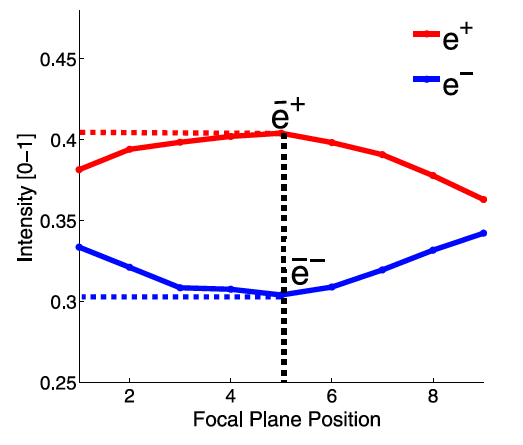 0.45
0.4
0.35
0.3
0.25
2
4
6
8
Intensity [0−1]
Focal Plane Position
e⁺
e⁻
ē⁺
ē⁻